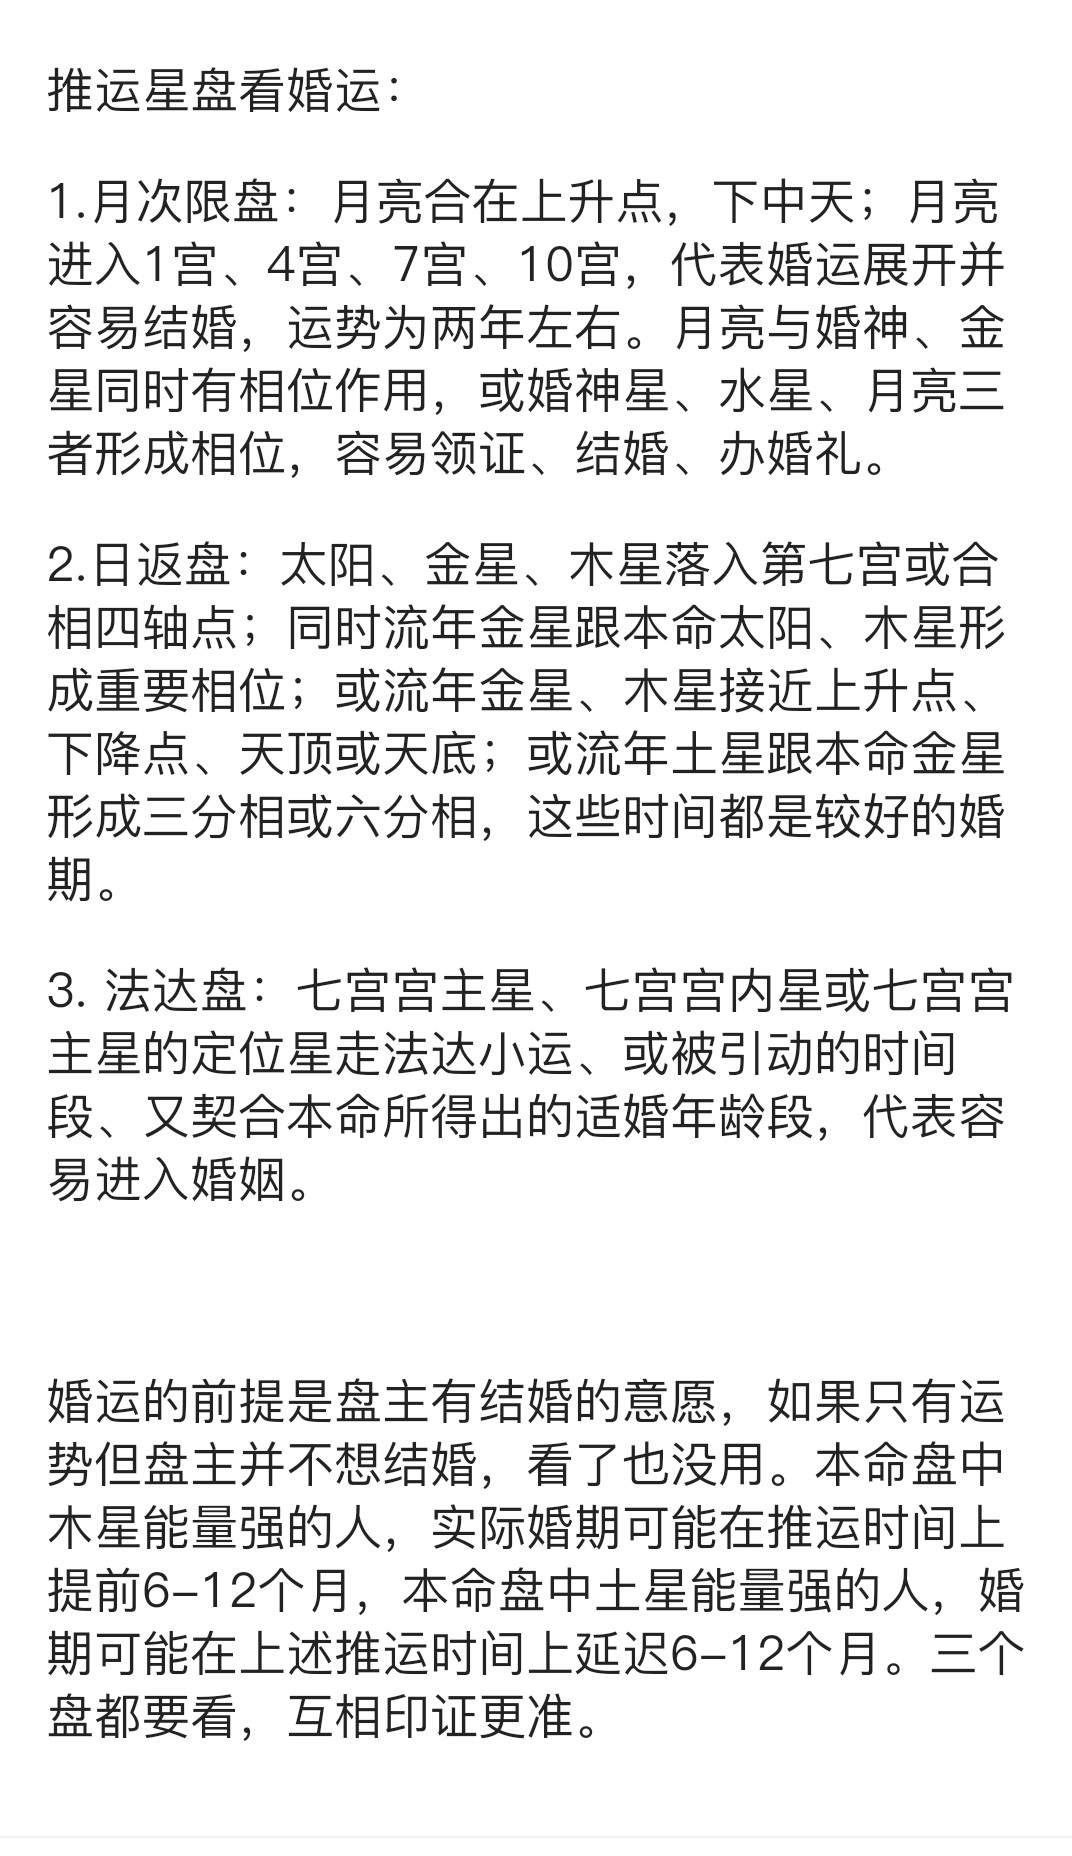 推运星盘看婚运：
1.月次限盘：月亮合在上升点，下中天；月亮
进入1宫、4宫、7宫、10宫，代表婚运展开并
容易结婚，运势为两年左右。月亮与婚神、金
星同时有相位作用，或婚神星、水星、月亮三
者形成相位，容易领证、结婚、办婚礼。
2.日返盘：太阳、金星、木星落入第七宫或合
相四轴点；同时流年金星跟本命太阳、木星形
成重要相位；或流年金星、木星接近上升点、
下降点、天顶或天底；或流年土星跟本命金星
形成三分相或六分相，这些时间都是较好的婚
期。
3. 法达盘：七宫宫主星、七宫宫内星或七宫宫
主星的定位星走法达小运、或被引动的时间
段、又契合本命所得出的适婚年龄段，代表容
易进入婚姻。
婚运的前提是盘主有结婚的意愿，如果只有运
势但盘主并不想结婚，看了也没用。本命盘中
木星能量强的人，实际婚期可能在推运时间上
提前6–12个月，本命盘中土星能量强的人，婚
期可能在上述推运时间上延迟6–12个月。三个
盘都要看，互相印证更准。